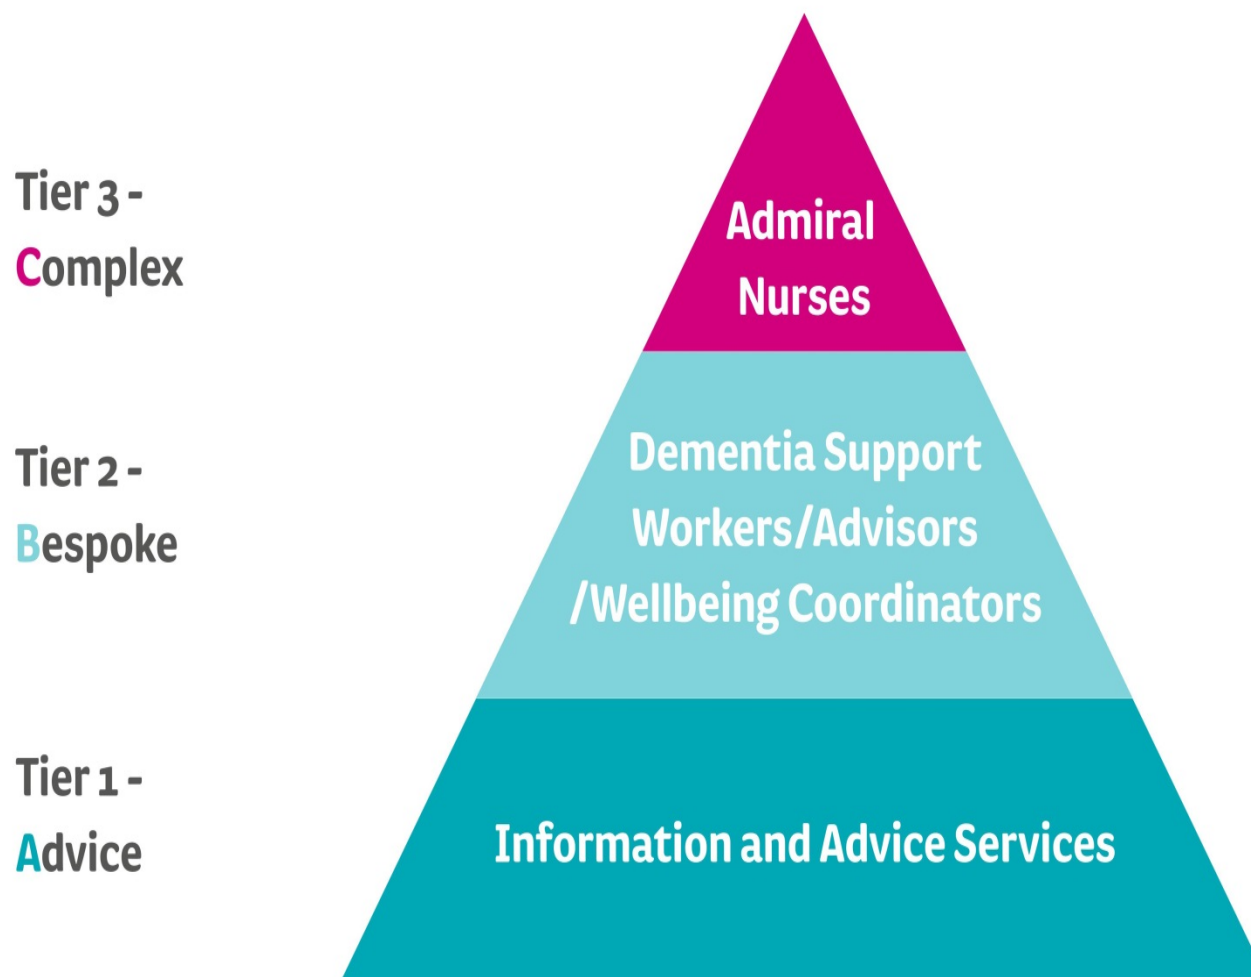 Tier 3 -
Complex
Admiral
Nurses
Tier 2 -
Bespoke
Dementia Support
Workers/Advisors
/Wellbeing Coordinators
Tier 1 -
Advice
Information and Advice Services